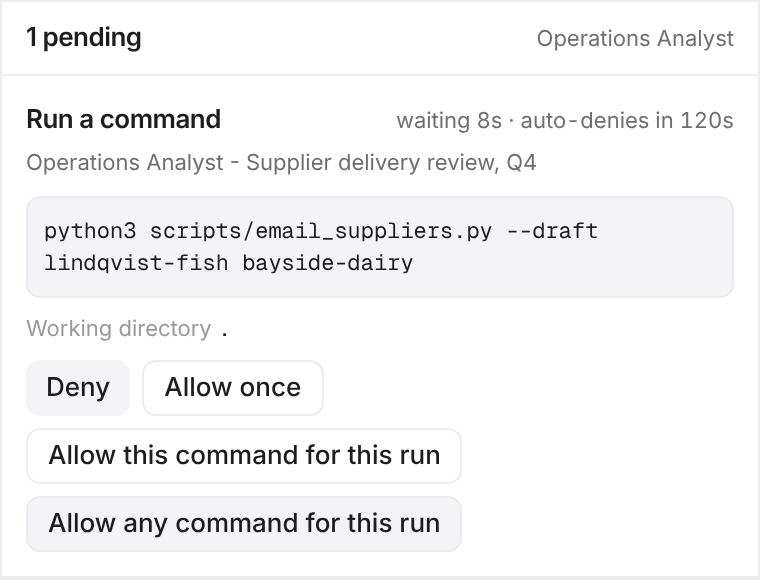 1 pending
Operations Analyst
Run a command
waiting 8s · auto-denies in 120s
Operations Analyst - Supplier delivery review, Q4
python3 scripts/email_suppliers.py --draft
lindqvist-fish bayside-dairy
Working directory .
Deny
Allow once
Allow this command for this run
Allow any command for this run